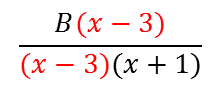 B(x − 3)
(x − 3)(x + 1)